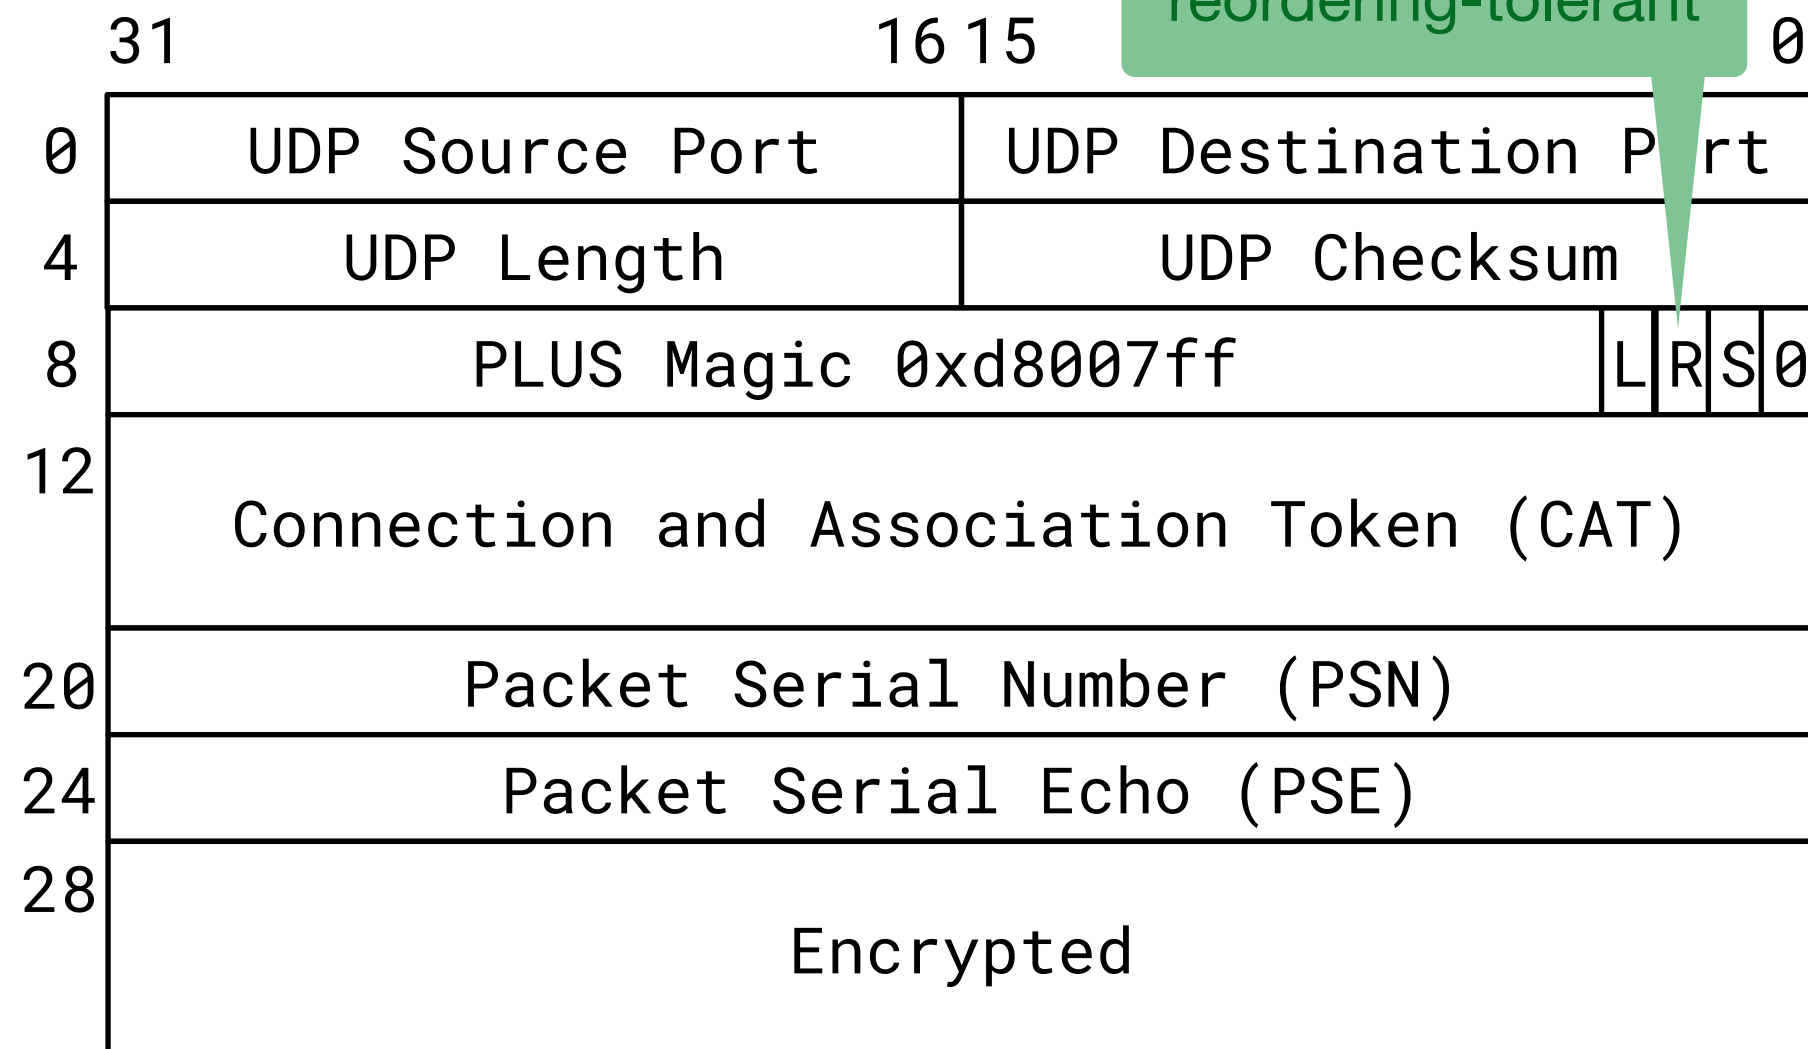 reordering-tolerant
31 16 15 0
0 UDP Source Port UDP Destination P rt
4 UDP Length UDP Checksum
8 PLUS Magic 0xd8007ff L R S 0
12
Connection and Association Token (CAT)
20 Packet Serial Number (PSN)
24 Packet Serial Echo (PSE)
28
Encrypted